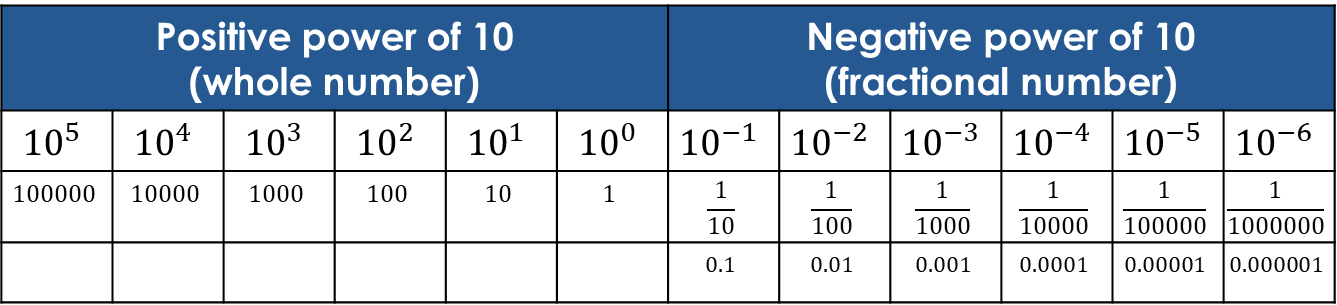 Positive power of 10
(whole number)
Negative power of 10
(fractional number)
10⁵ 10⁴ 10³ 10² 10¹ 10⁰ 10⁻¹ 10⁻² 10⁻³ 10⁻⁴ 10⁻⁵ 10⁻⁶
100000 10000 1000 100 10 1 1/10 1/100 1/1000 1/10000 1/100000 1/1000000
0.1 0.01 0.001 0.0001 0.00001 0.000001